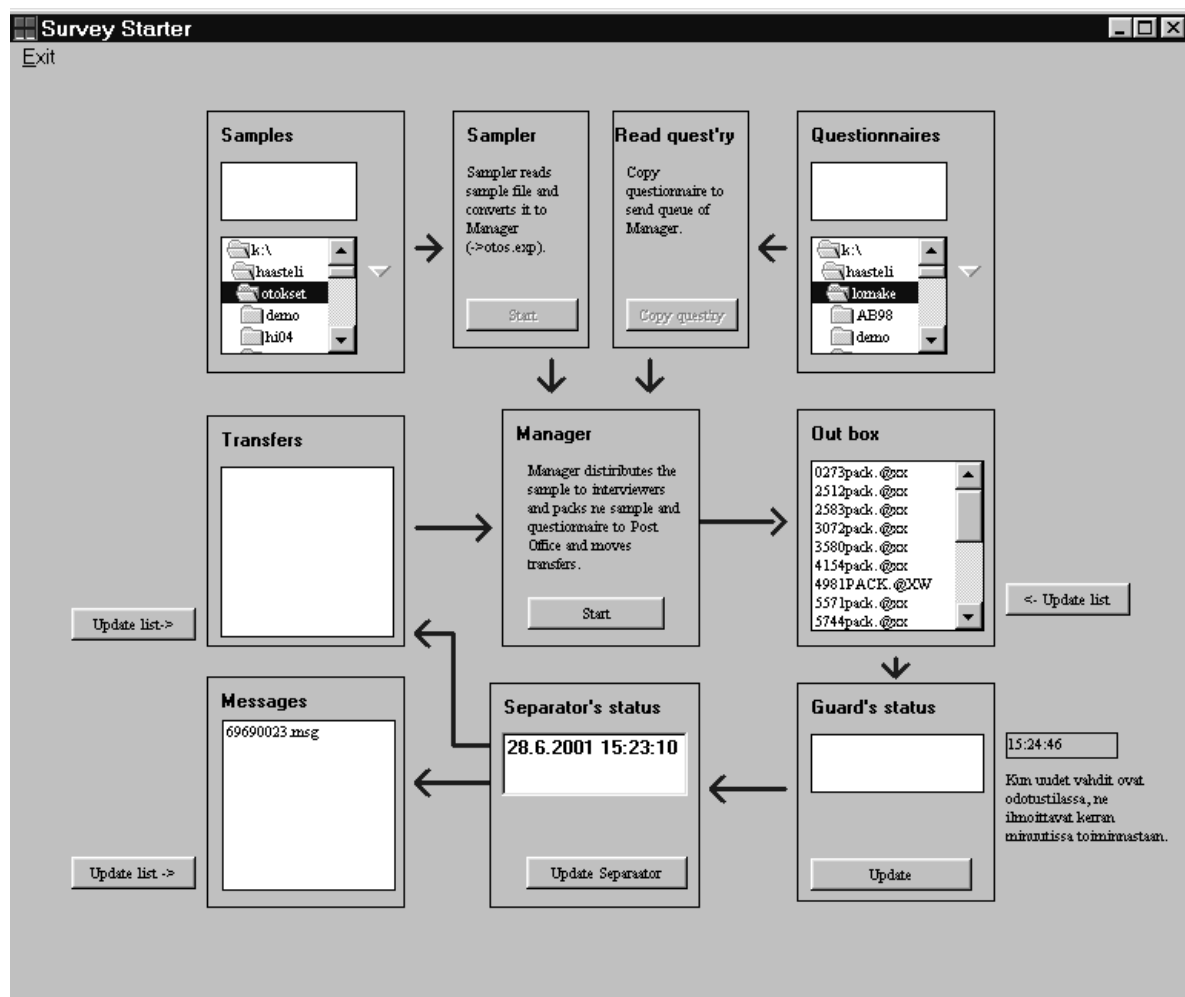 Survey Starter
Exit
Samples
k:\
haasteli
otokset
demo
hi04
Sampler
Sampler reads
sample file and
converts it to
Manager
(->otos.exp).
Start
Read quest'ry
Copy
questionnaire to
send queue of
Manager.
Copy quest'ry
Questionnaires
k:\
haasteli
lomake
AB98
demo
Transfers
Update list->
Manager
Manager distiributes the
sample to interviewers
and packs ne sample and
questionnaire to Post
Office and moves
transfers.
Start
Out box
0273pack.@xx
2512pack.@xx
2583pack.@xx
3072pack.@xx
3580pack.@xx
4154pack.@xx
4981PACK.@XW
5571pack.@xx
5744pack.@xx
<- Update list
Messages
69690023.msg
Update list ->
Separator's status
28.6.2001 15:23:10
Update Separaator
Guard's status
Update
15:24:46
Kun uudet vahdit ovat
odotustilassa, ne
ilmoittavat kerran
minuutissa toiminnastaan.